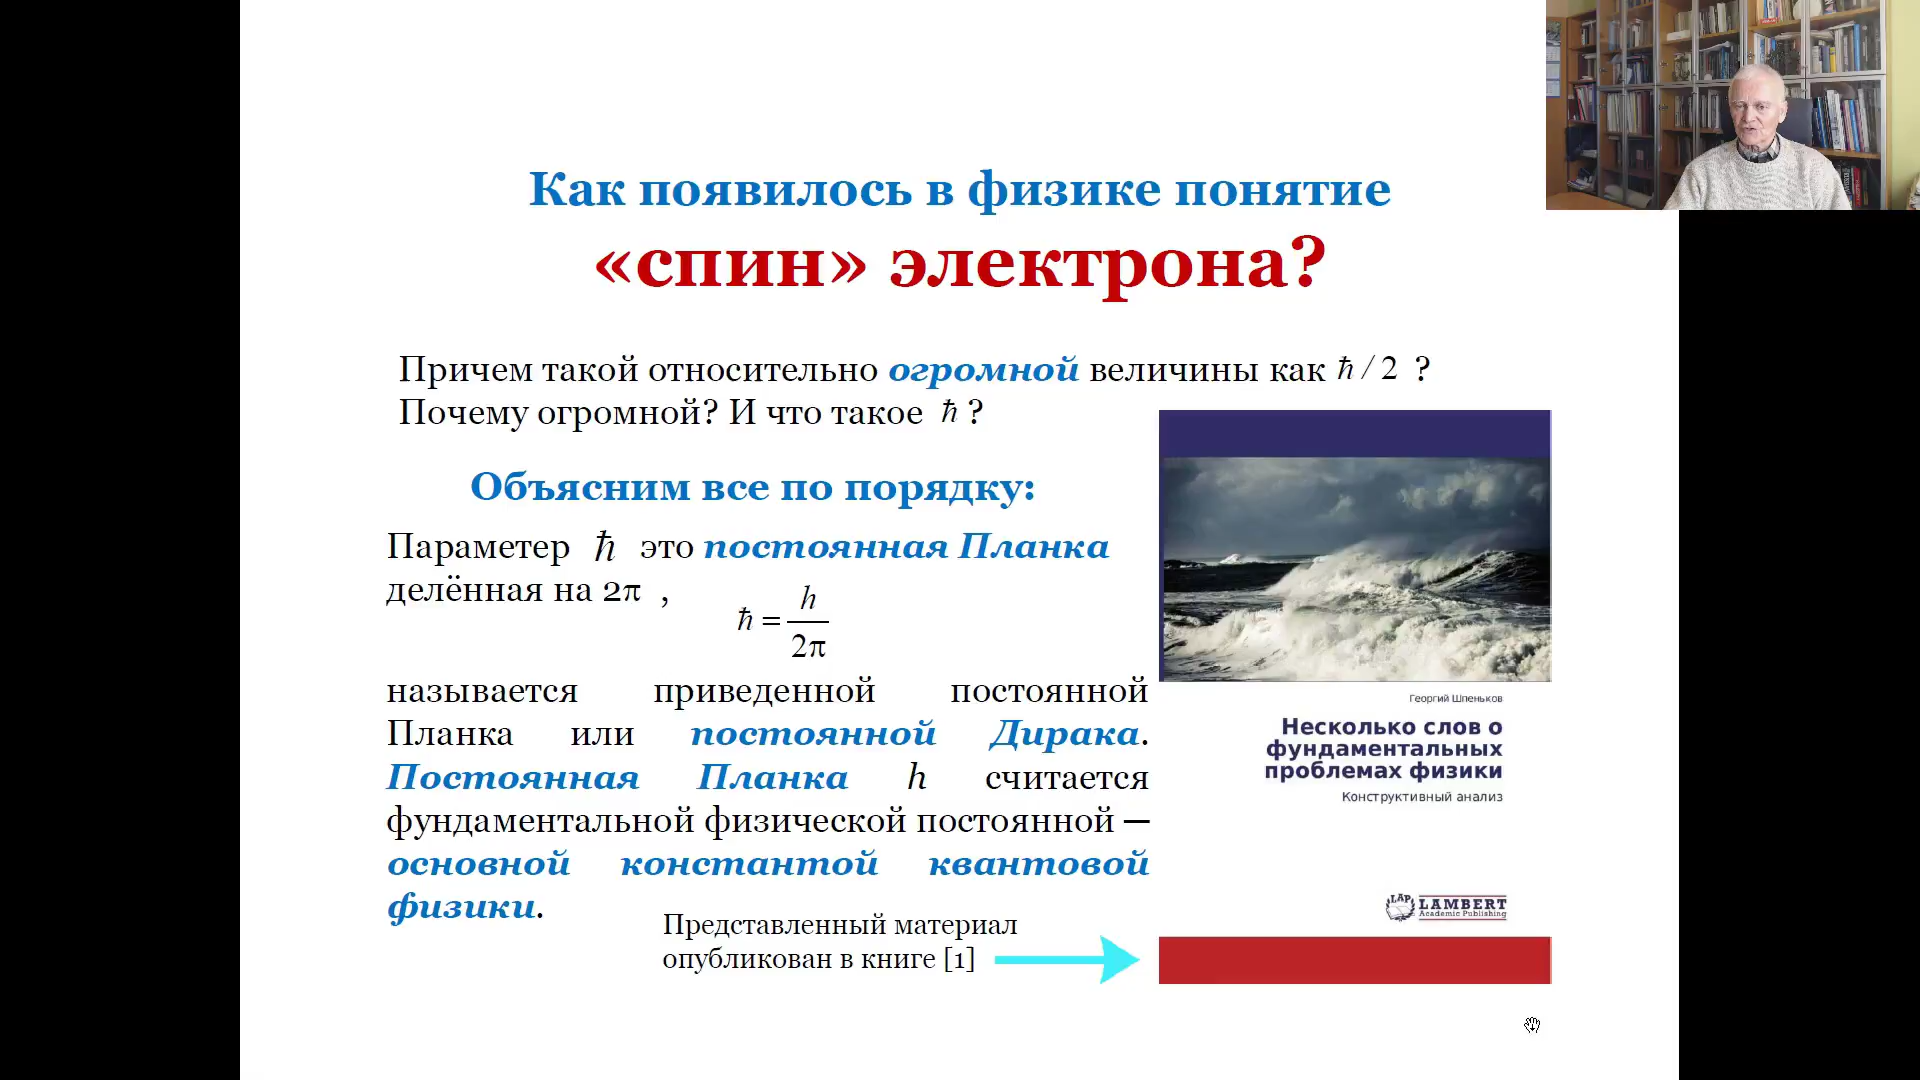 Как появилось в физике понятие
«спин» электрона?
Причем такой относительно огромной величины как ℏ / 2 ?
Почему огромной? И что такое ℏ ?
Объясним все по порядку:
Параметер ℏ это постоянная Планка
делённая на 2π ,
ℏ = h / 2π
называется приведенной постоянной
Планка или постоянной Дирака.
Постоянная Планка h считается
фундаментальной физической постоянной —
основной константой квантовой
физики.
Представленный материал
опубликован в книге [1]
Георгий Шпеньков
Несколько слов о
фундаментальных
проблемах физики
Конструктивный анализ
LAP LAMBERT
Academic Publishing